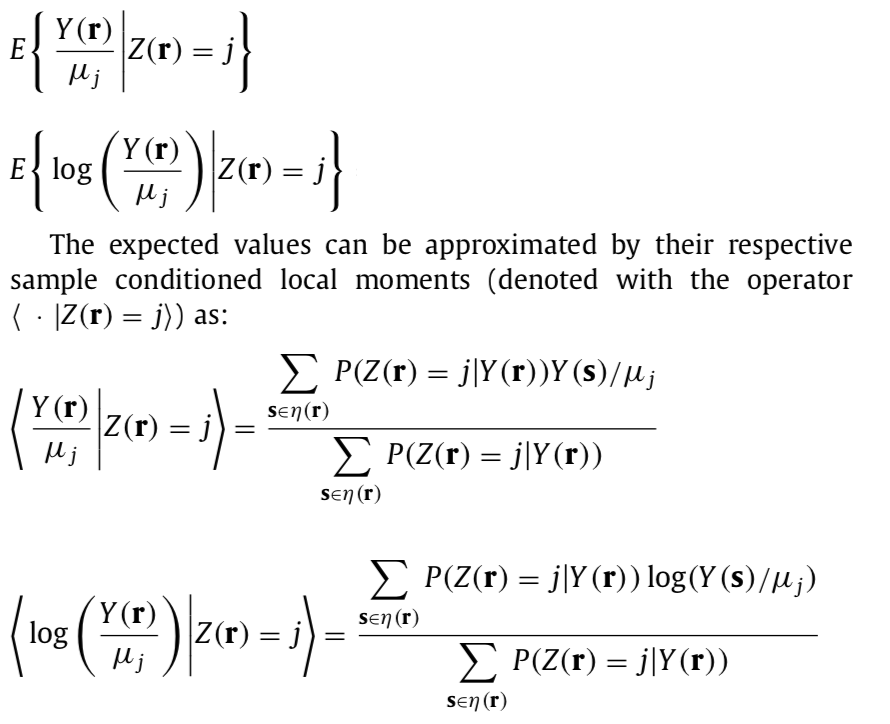 E{ Y(r)/μ_j | Z(r) = j }
E{ log ( Y(r)/μ_j ) | Z(r) = j }
The expected values can be approximated by their respective
sample conditioned local moments (denoted with the operator
⟨ · |Z(r) = j⟩) as:
⟨ Y(r)/μ_j | Z(r) = j ⟩ = ∑_{s∈η(r)} P(Z(r) = j|Y(r))Y(s)/μ_j / ∑_{s∈η(r)} P(Z(r) = j|Y(r))
⟨ log ( Y(r)/μ_j ) | Z(r) = j ⟩ = ∑_{s∈η(r)} P(Z(r) = j|Y(r)) log(Y(s)/μ_j) / ∑_{s∈η(r)} P(Z(r) = j|Y(r))